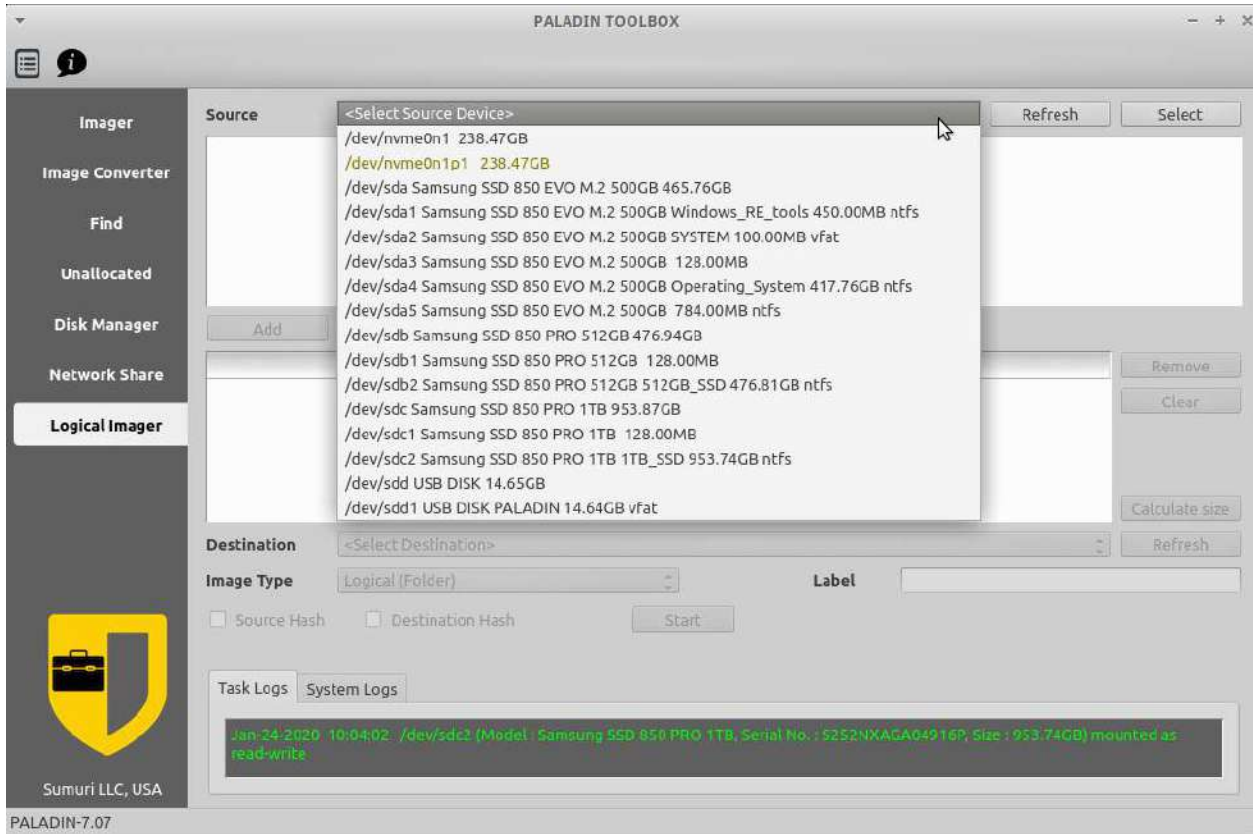 PALADIN TOOLBOX
Imager
Image Converter
Find
Unallocated
Disk Manager
Network Share
Logical Imager
Source
<Select Source Device>
/dev/nvme0n1 238.47GB
/dev/nvme0n1p1 238.47GB
/dev/sda Samsung SSD 850 EVO M.2 500GB 465.76GB
/dev/sda1 Samsung SSD 850 EVO M.2 500GB Windows_RE_tools 450.00MB ntfs
/dev/sda2 Samsung SSD 850 EVO M.2 500GB SYSTEM 100.00MB vfat
/dev/sda3 Samsung SSD 850 EVO M.2 500GB 128.00MB
/dev/sda4 Samsung SSD 850 EVO M.2 500GB Operating_System 417.76GB ntfs
/dev/sda5 Samsung SSD 850 EVO M.2 500GB 784.00MB ntfs
/dev/sdb Samsung SSD 850 PRO 512GB 476.94GB
/dev/sdb1 Samsung SSD 850 PRO 512GB 128.00MB
/dev/sdb2 Samsung SSD 850 PRO 512GB 512GB_SSD 476.81GB ntfs
/dev/sdc Samsung SSD 850 PRO 1TB 953.87GB
/dev/sdc1 Samsung SSD 850 PRO 1TB 128.00MB
/dev/sdc2 Samsung SSD 850 PRO 1TB 1TB_SSD 953.74GB ntfs
/dev/sdd USB DISK 14.65GB
/dev/sdd1 USB DISK PALADIN 14.64GB vfat
Refresh
Select
Add
Remove
Clear
Calculate size
Destination
<Select Destination>
Refresh
Image Type
Logical (Folder)
Label
Source Hash
Destination Hash
Start
Task Logs
System Logs
Jan-24-2020 10:04:02 /dev/sdc2 (Model : Samsung SSD 850 PRO 1TB, Serial No. : S252NXAGA04916P, Size : 953.74GB) mounted as
read-write
Sumuri LLC, USA
PALADIN-7.07